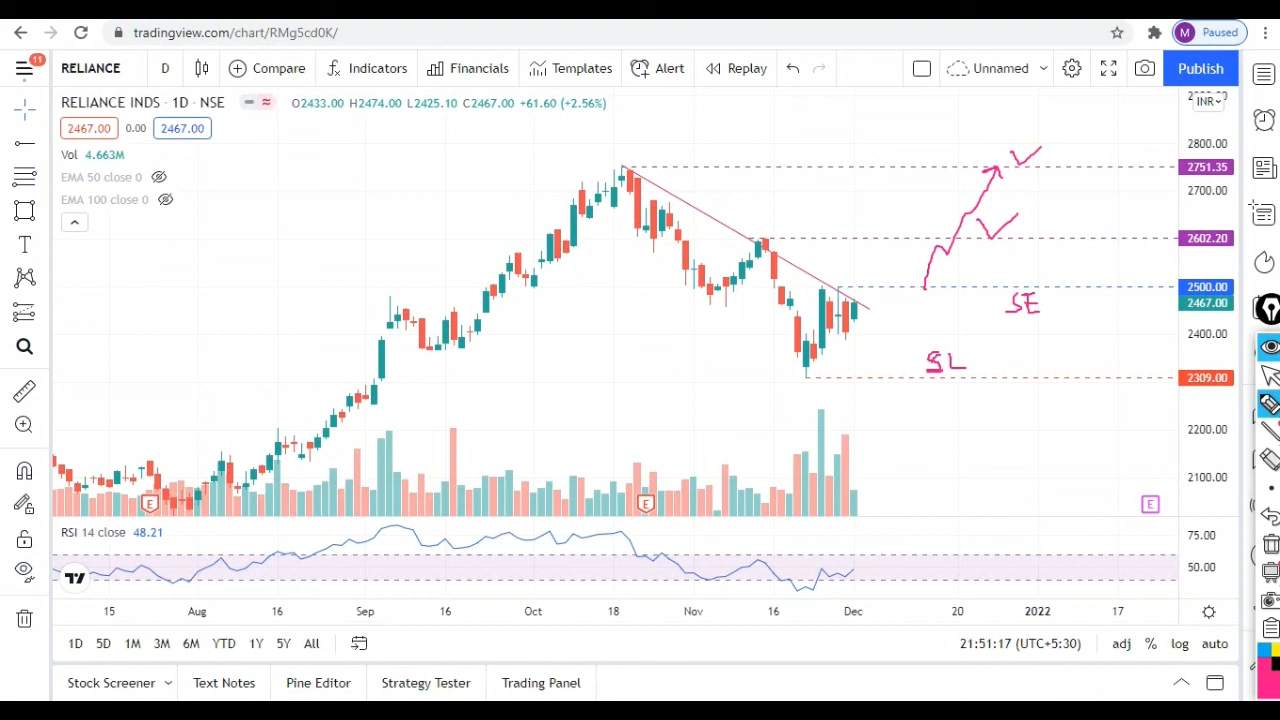 tradingview.com/chart/RMg5cd0K/
M Paused
11
RELIANCE D Compare Indicators Financials Templates Alert Replay Unnamed Publish
RELIANCE INDS · 1D · NSE O2433.00 H2474.00 L2425.10 C2467.00 +61.60 (+2.56%)
INR
2467.00 0.00 2467.00
Vol 4.663M
EMA 50 close 0
EMA 100 close 0
2800.00
2751.35
2700.00
2602.20
2500.00
2467.00
SE
2400.00
SL
2309.00
2200.00
2100.00
E E E
RSI 14 close 48.21
75.00
50.00
15 Aug 16 Sep 16 Oct 18 Nov 16 Dec 20 2022 17
1D 5D 1M 3M 6M YTD 1Y 5Y All 21:51:17 (UTC+5:30) adj % log auto
Stock Screener Text Notes Pine Editor Strategy Tester Trading Panel